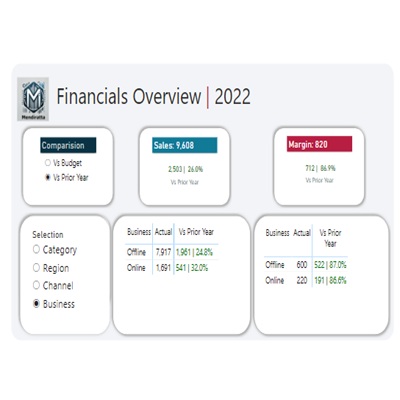 Financials Overview | 2022
Mendiratta
Comparision
Vs Budget
Vs Prior Year
Sales: 9,608
2,503 | 26.0%
Vs Prior Year
Margin: 820
712 | 86.9%
Vs Prior Year
Selection
Category
Region
Channel
Business
Business Actual Vs Prior Year
Offline 7,917 1,961 | 24.8%
Online 1,691 541 | 32.0%
Business Actual Vs Prior
Year
Offline 600 522 | 87.0%
Online 220 191 | 86.6%